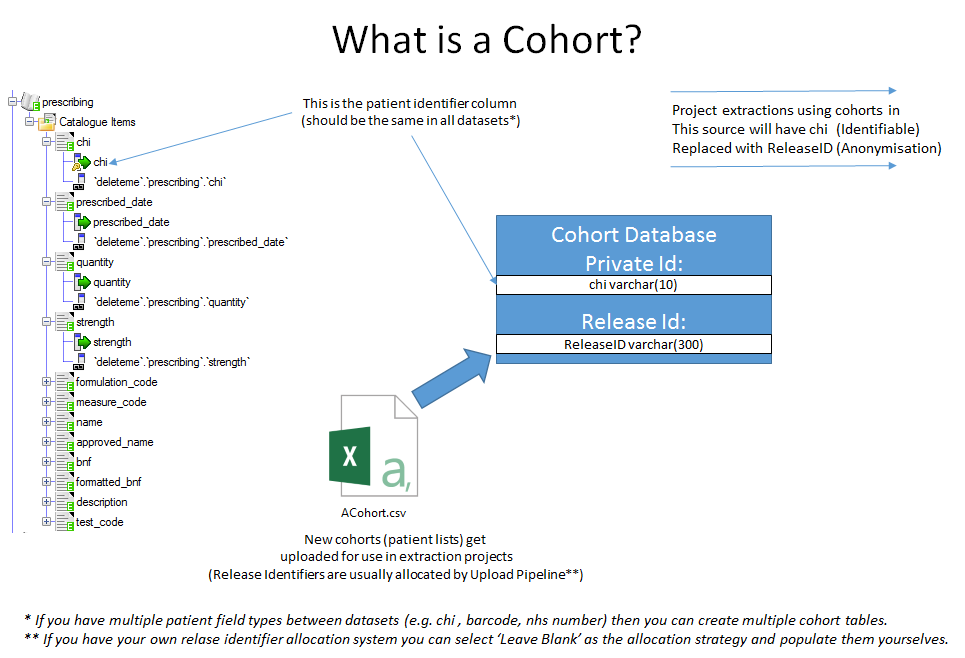 What is a Cohort?
prescribing
Catalogue Items
chi
chi
`deleteme`.`prescribing`.`chi`
prescribed_date
prescribed_date
`deleteme`.`prescribing`.`prescribed_date`
quantity
quantity
`deleteme`.`prescribing`.`quantity`
strength
strength
`deleteme`.`prescribing`.`strength`
formulation_code
measure_code
name
approved_name
bnf
fomatted_bnf
description
test_code
This is the patient identifier column
(should be the same in all datasets*)
Project extractions using cohorts in
This source will have chi (Identifiable)
Replaced with ReleaseID (Anonymisation)
Cohort Database
Private Id:
chi varchar(10)
Release Id:
ReleaseID varchar(300)
X
a,
ACohort.csv
New cohorts (patient lists) get
uploaded for use in extraction projects
(Release Identifiers are usually allocated by Upload Pipeline**)
* If you have multiple patient field types between datasets (e.g. chi , barcode, nhs number) then you can create multiple cohort tables.
** If you have your own relase identifier allocation system you can select ‘Leave Blank’ as the allocation strategy and populate them yourselves.